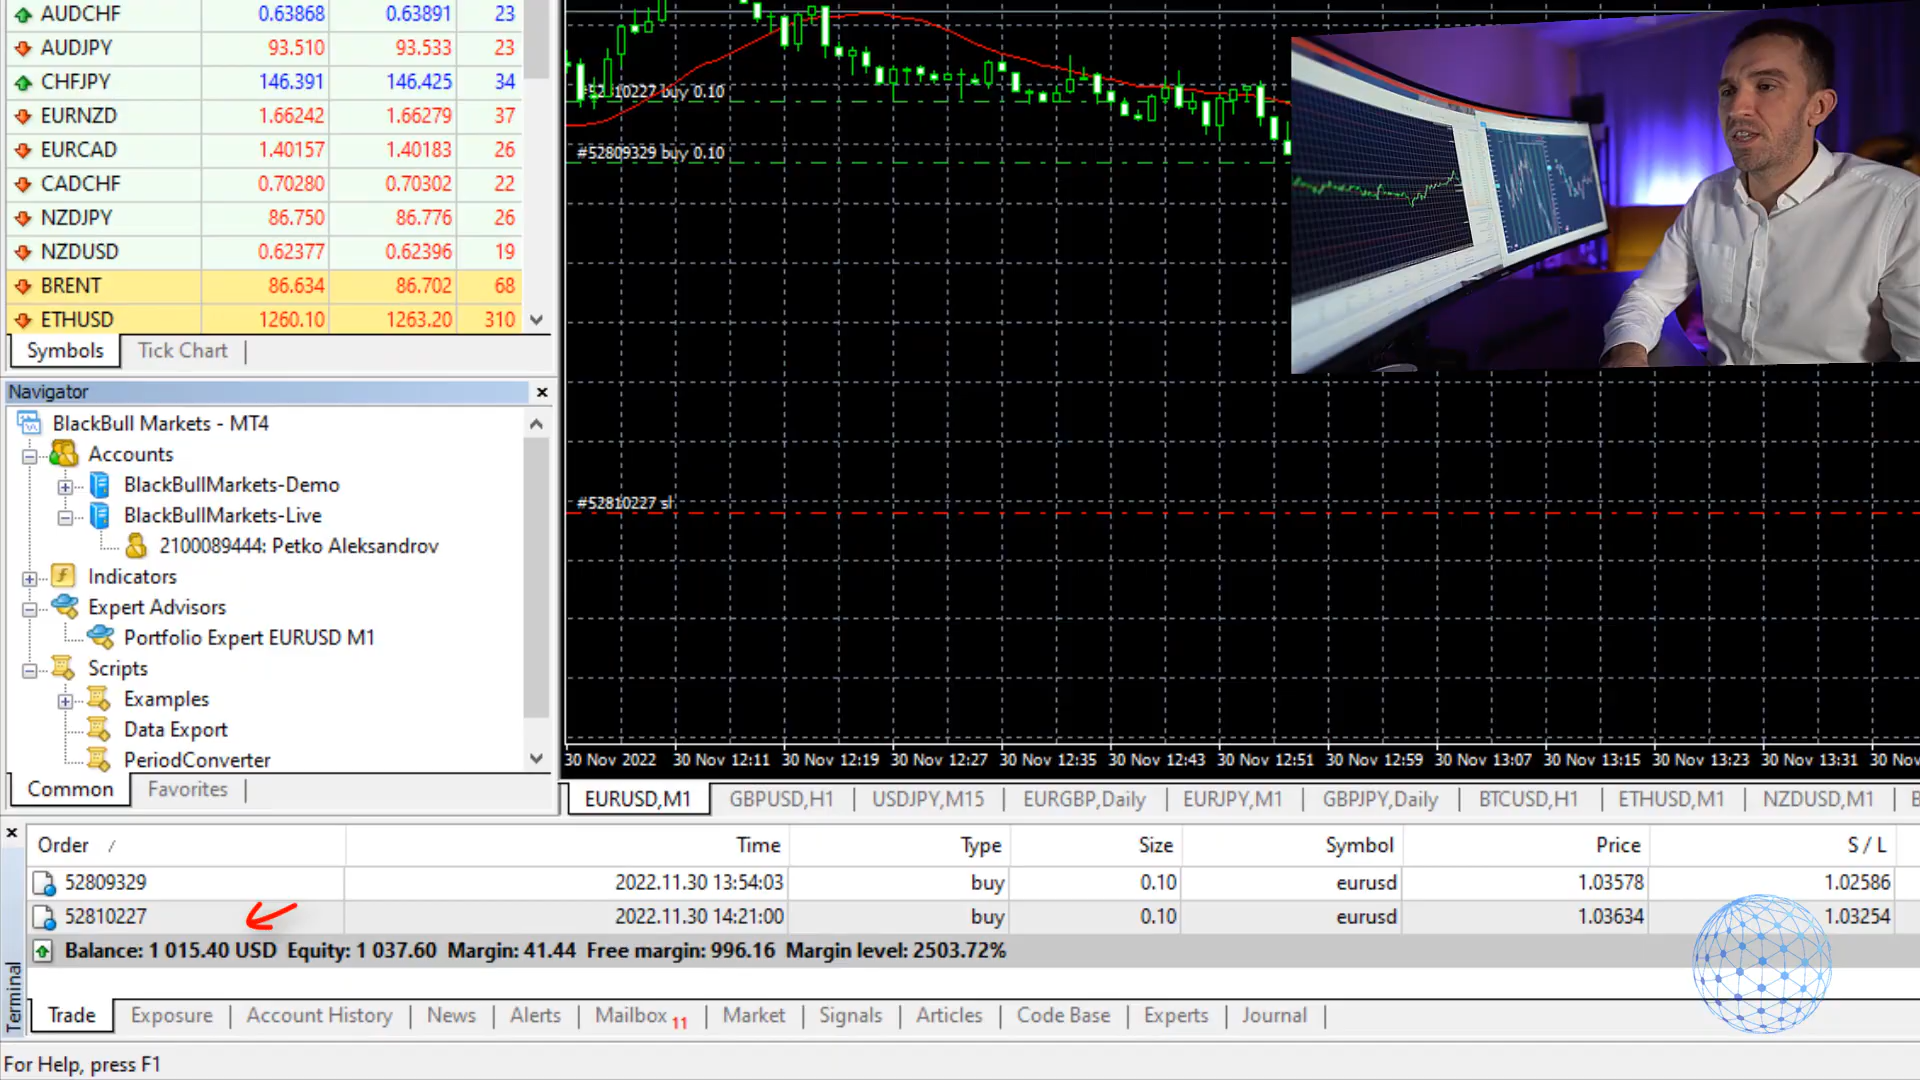 AUDCHF 0.63868 0.63891 23
AUDJPY 93.510 93.533 23
CHFJPY 146.391 146.425 34
EURNZD 1.66242 1.66279 37
EURCAD 1.40157 1.40183 26
CADCHF 0.70280 0.70302 22
NZDJPY 86.750 86.776 26
NZDUSD 0.62377 0.62396 19
BRENT 86.634 86.702 68
ETHUSD 1260.10 1263.20 310
Symbols Tick Chart
Navigator
BlackBull Markets - MT4
Accounts
BlackBullMarkets-Demo
BlackBullMarkets-Live
2100089444: Petko Aleksandrov
Indicators
Expert Advisors
Portfolio Expert EURUSD M1
Scripts
Examples
Data Export
PeriodConverter
Common Favorites
#52810227 buy 0.10
#52809329 buy 0.10
#52810227 sl
30 Nov 2022 30 Nov 12:11 30 Nov 12:19 30 Nov 12:27 30 Nov 12:35 30 Nov 12:43 30 Nov 12:51 30 Nov 12:59 30 Nov 13:07 30 Nov 13:15 30 Nov 13:23 30 Nov 13:31 30 Nov
EURUSD,M1 GBPUSD,H1 USDJPY,M15 EURGBP,Daily EURJPY,M1 GBPJPY,Daily BTCUSD,H1 ETHUSD,M1 NZDUSD,M1
Order / Time Type Size Symbol Price S / L
52809329 2022.11.30 13:54:03 buy 0.10 eurusd 1.03578 1.02586
52810227 2022.11.30 14:21:00 buy 0.10 eurusd 1.03634 1.03254
Balance: 1 015.40 USD Equity: 1 037.60 Margin: 41.44 Free margin: 996.16 Margin level: 2503.72%
Terminal
Trade Exposure Account History News Alerts Mailbox 11 Market Signals Articles Code Base Experts Journal
For Help, press F1